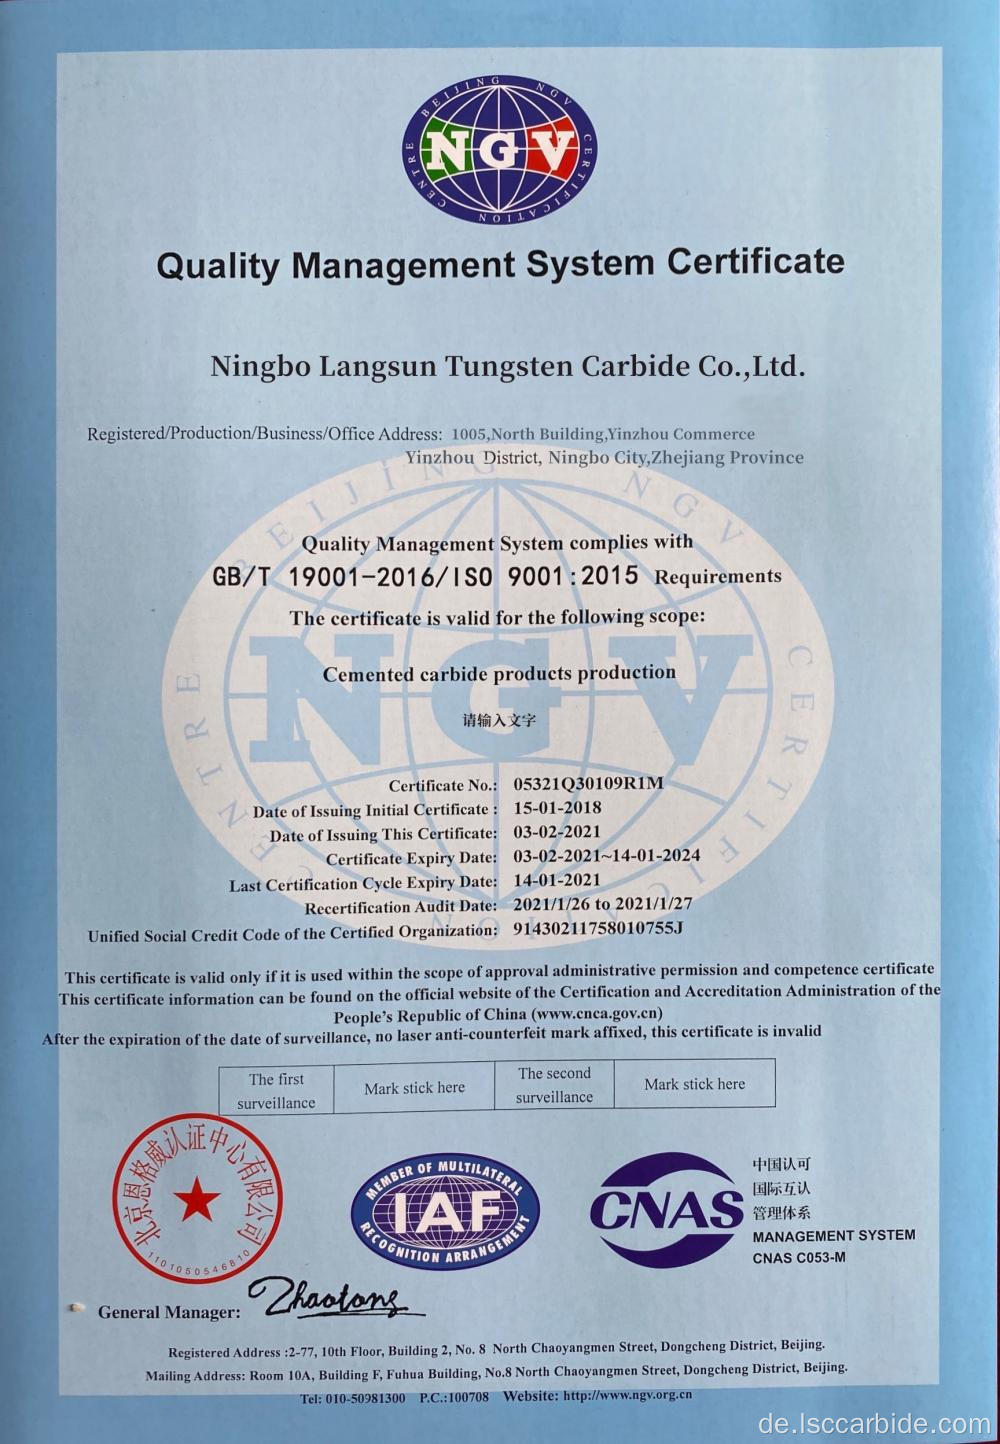 BEIJING NGV CERTIFICATION CENTRE
NGV
Quality Management System Certificate
Ningbo Langsun Tungsten Carbide Co.,Ltd.
Registered/Production/Business/Office Address: 1005,North Building,Yinzhou Commerce
Yinzhou District, Ningbo City,Zhejiang Province
BEIJING NGV CERTIFICATION CENTRE
NGV
Quality Management System complies with
GB/T 19001-2016/ISO 9001:2015 Requirements
The certificate is valid for the following scope:
Cemented carbide products production
请输入文字
Certificate No.: 05321Q30109R1M
Date of Issuing Initial Certificate : 15-01-2018
Date of Issuing This Certificate: 03-02-2021
Certificate Expiry Date: 03-02-2021~14-01-2024
Last Certification Cycle Expiry Date: 14-01-2021
Recertification Audit Date: 2021/1/26 to 2021/1/27
Unified Social Credit Code of the Certified Organization: 91430211758010755J
This certificate is valid only if it is used within the scope of approval administrative permission and competence certificate
This certificate information can be found on the official website of the Certification and Accreditation Administration of the
People's Republic of China (www.cnca.gov.cn)
After the expiration of the date of surveillance, no laser anti-counterfeit mark affixed, this certificate is invalid
The first surveillance Mark stick here The second surveillance Mark stick here
北京恩格威认证中心有限公司
1101050546810
MEMBER OF MULTILATERAL
IAF
RECOGNITION ARRANGEMENT
CNAS
中国认可
国际互认
管理体系
MANAGEMENT SYSTEM
CNAS C053-M
General Manager: Zhaotong
Registered Address :2-77, 10th Floor, Building 2, No. 8 North Chaoyangmen Street, Dongcheng District, Beijing.
Mailing Address: Room 10A, Building F, Fuhua Building, No.8 North Chaoyangmen Street, Dongcheng District, Beijing.
Tel: 010-50981300 P.C.:100708 Website: http://www.ngv.org.cn
de.lsccarbide.com